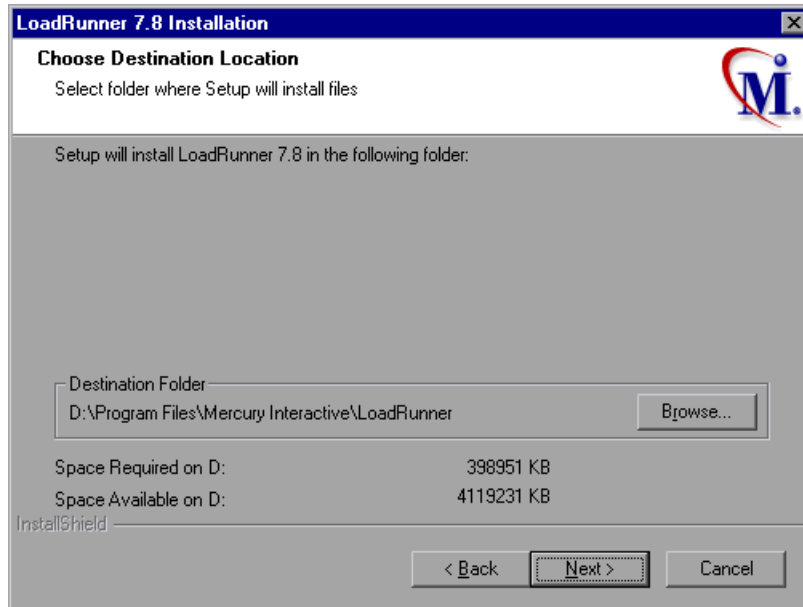 LoadRunner 7.8 Installation
Choose Destination Location
Select folder where Setup will install files
M.
Setup will install LoadRunner 7.8 in the following folder:
Destination Folder
D:\Program Files\Mercury Interactive\LoadRunner
Browse...
Space Required on D: 398951 KB
Space Available on D: 4119231 KB
InstallShield
< Back Next > Cancel